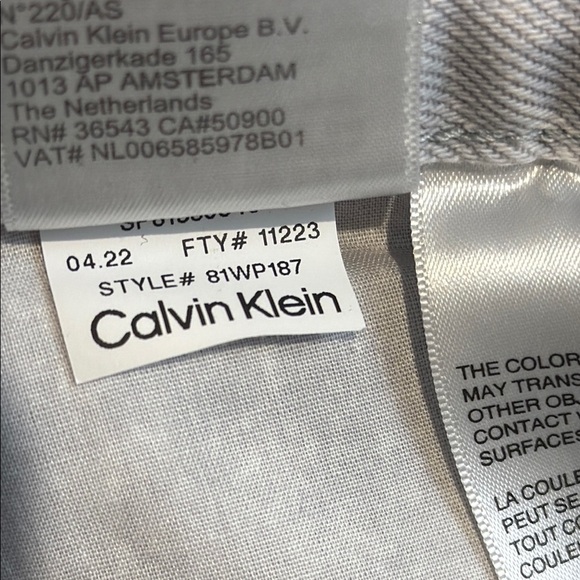 N°220/AS
Calvin Klein Europe B.V.
Danzigerkade 165
1013 AP AMSTERDAM
The Netherlands
RN# 36543 CA#50900
VAT# NL006585978B01
04.22 FTY# 11223
STYLE# 81WP187
Calvin Klein
THE COLOR
MAY TRANS
OTHER OBJ
CONTACT
SURFACES
LA COULE
PEUT SE
TOUT CO
COULE